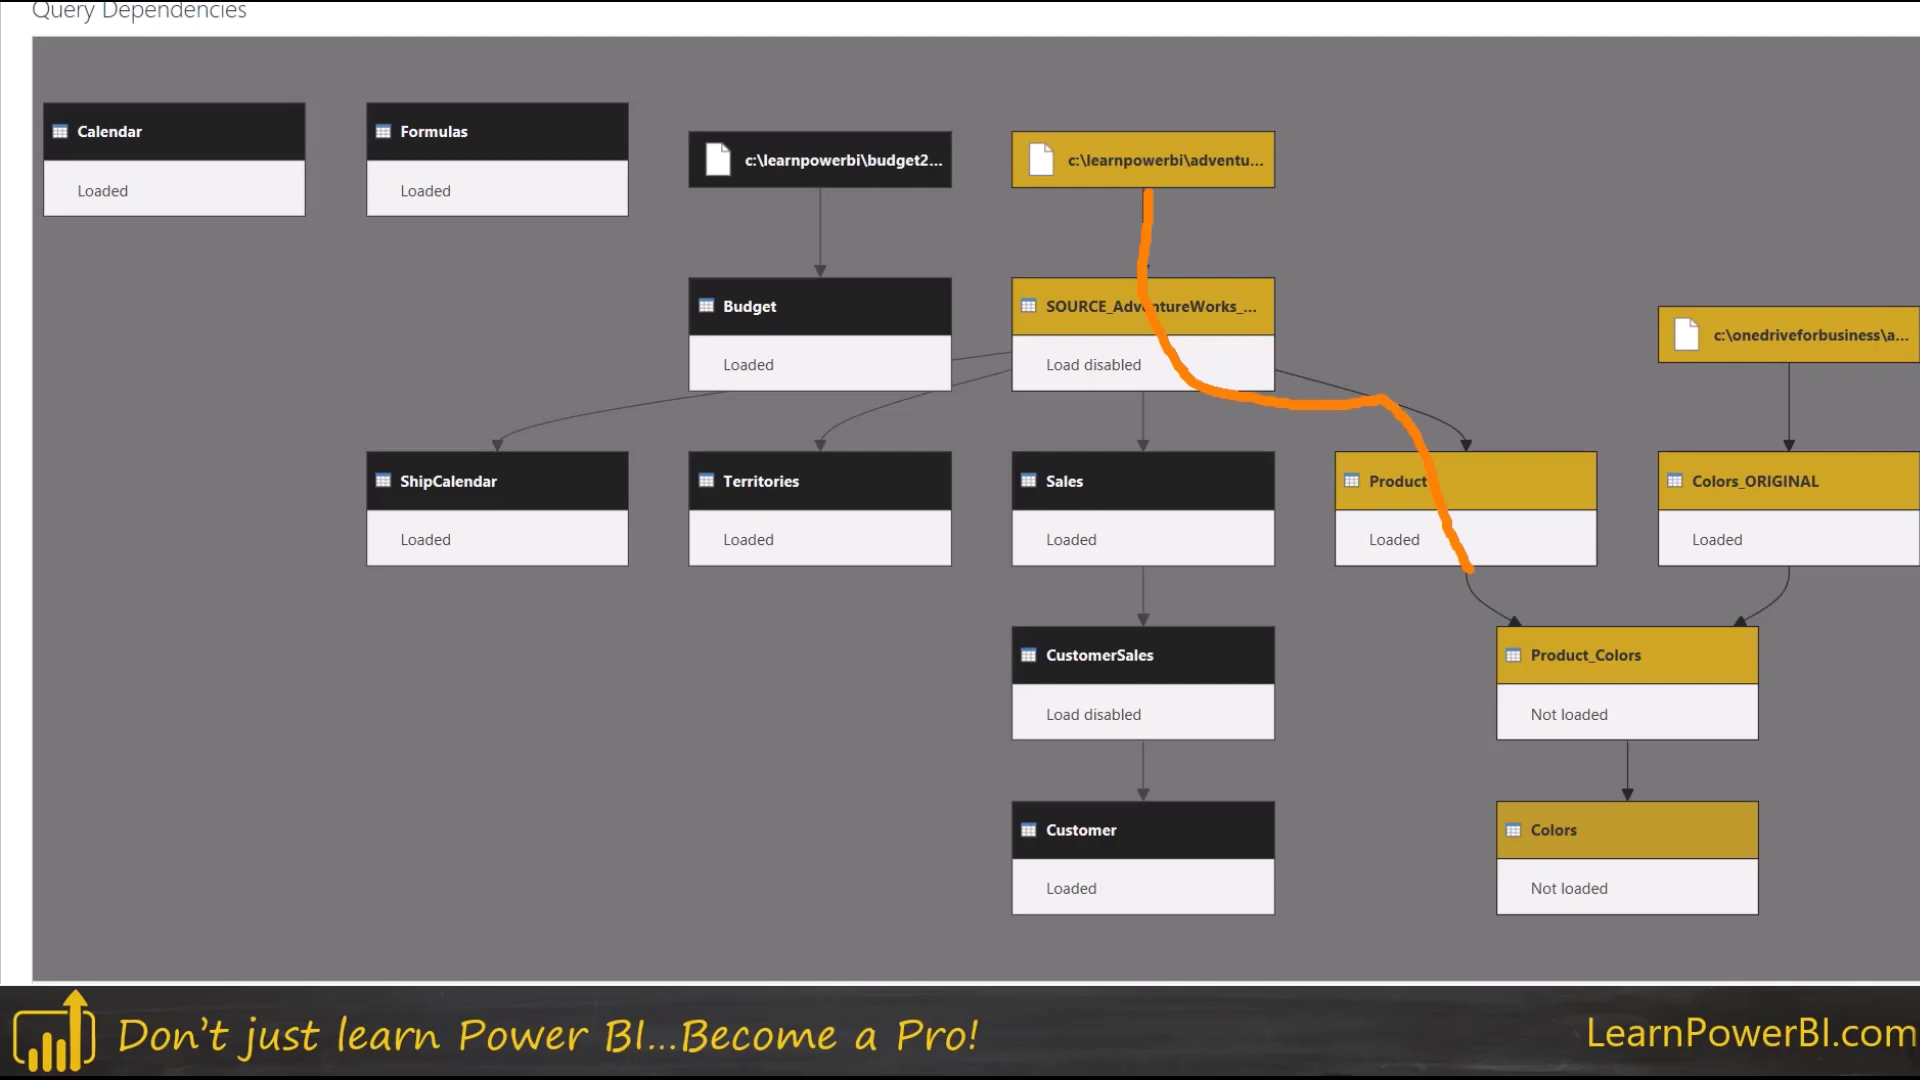 Query Dependencies
Calendar
Loaded
Formulas
Loaded
c:\learnpowerbi\budget2...
c:\learnpowerbi\adventu...
Budget
Loaded
SOURCE_AdventureWorks_...
Load disabled
c:\onedriveforbusiness\a...
ShipCalendar
Loaded
Territories
Loaded
Sales
Loaded
Product
Loaded
Colors_ORIGINAL
Loaded
CustomerSales
Load disabled
Product_Colors
Not loaded
Customer
Loaded
Colors
Not loaded
Don't just learn Power BI...Become a Pro!
LearnPowerBI.com